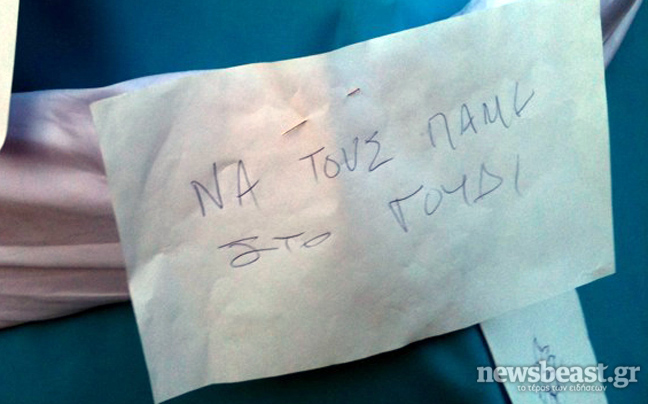 ΝΑ ΤΟΥΣ ΠΑΜΕ
ΣΤΟ ΓΟΥΔΙ
newsbeast.gr
το τέρας των ειδήσεων